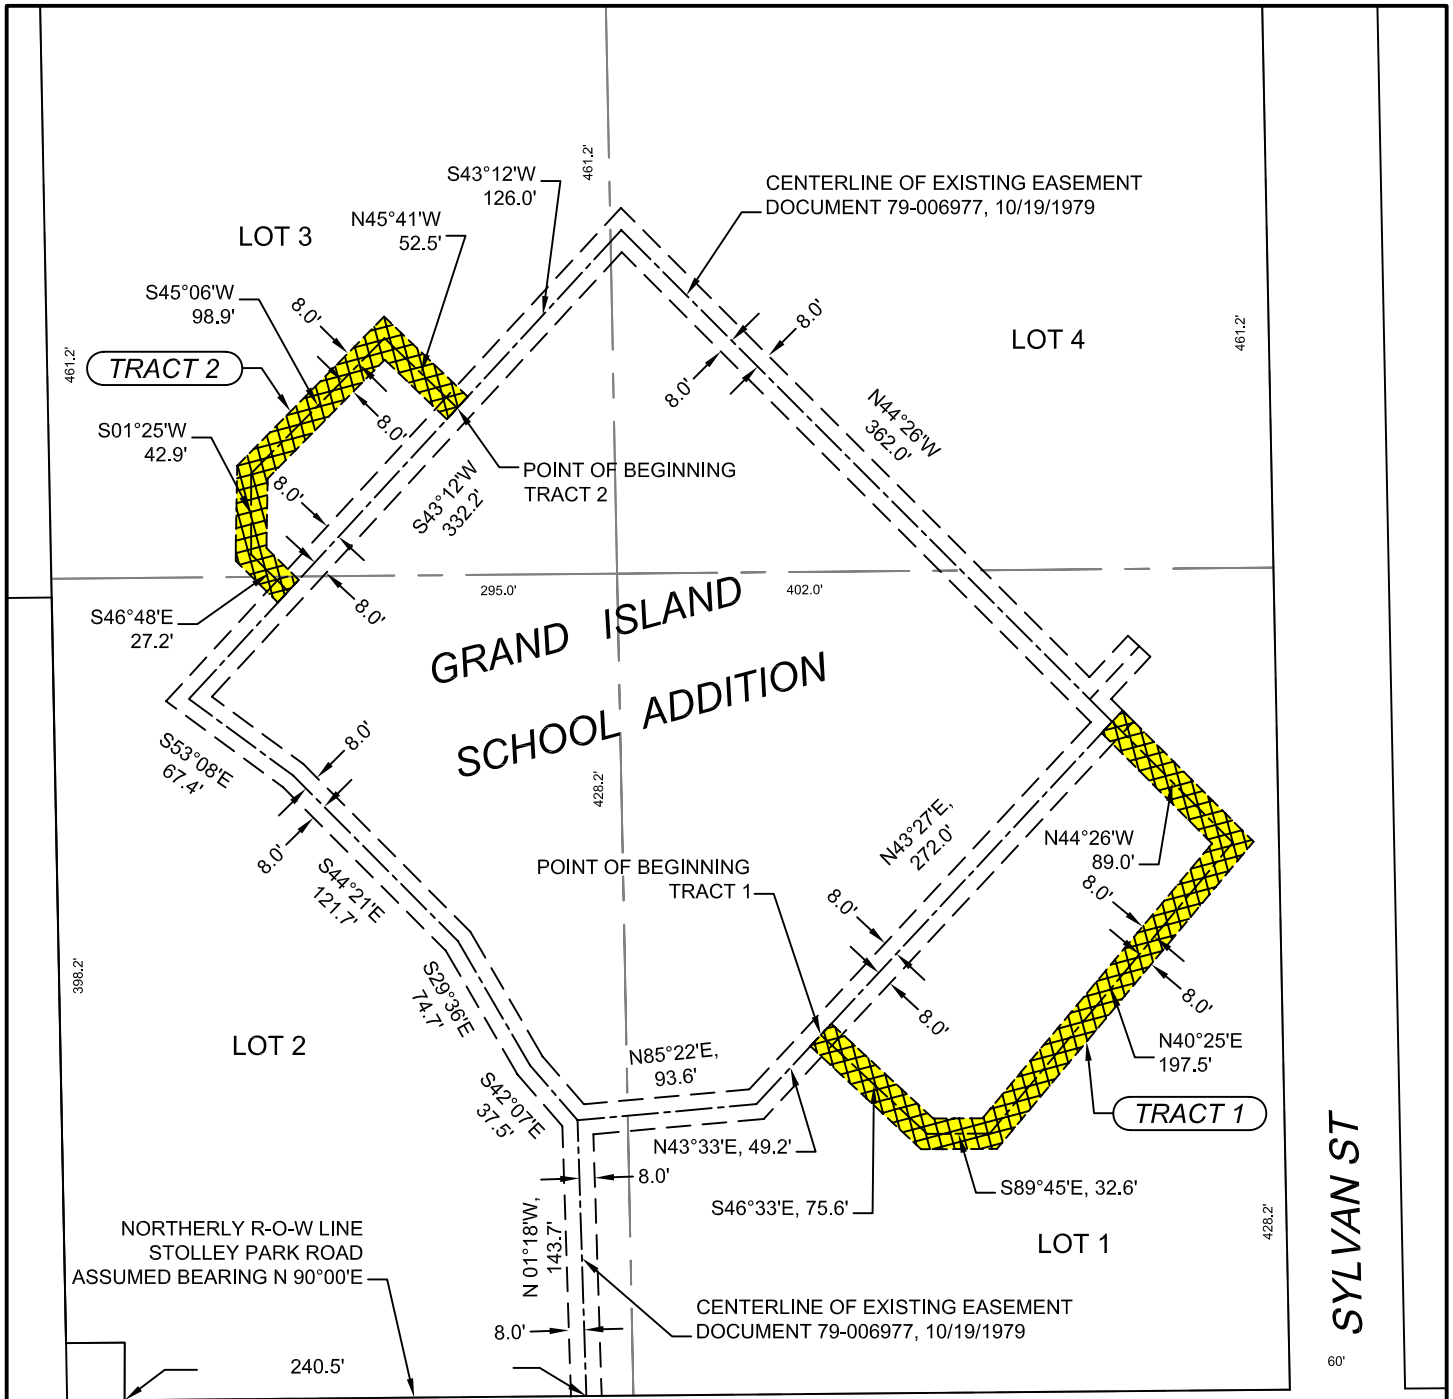 461.2'
S43°12'W
126.0'
CENTERLINE OF EXISTING EASEMENT
DOCUMENT 79-006977, 10/19/1979
N45°41'W
52.5'
LOT 3
S45°06'W
98.9'
8.0'
8.0'
LOT 4
461.2'
461.2'
TRACT 2
8.0'
N44°26'W
362.0'
S01°25'W
42.9'
8.0'
POINT OF BEGINNING
TRACT 2
S43°12'W
332.2'
8.0'
295.0'
402.0'
8.0'
S46°48'E
27.2'
GRAND ISLAND
SCHOOL ADDITION
S53°08'E
67.4'
8.0'
428.2'
8.0'
N43°27'E,
272.0'
N44°26'W
89.0'
POINT OF BEGINNING
TRACT 1
S44°21'E
121.7'
8.0'
8.0'
398.2'
S29°36'E
74.7'
8.0'
8.0'
LOT 2
N85°22'E,
93.6'
N40°25'E
197.5'
S42°07'E
37.5'
TRACT 1
N43°33'E, 49.2'
8.0'
S89°45'E, 32.6'
S46°33'E, 75.6'
NORTHERLY R-O-W LINE
STOLLEY PARK ROAD
ASSUMED BEARING N 90°00'E
N 01°18'W,
143.7'
LOT 1
428.2'
SYLVAN ST
CENTERLINE OF EXISTING EASEMENT
DOCUMENT 79-006977, 10/19/1979
8.0'
240.5'
60'